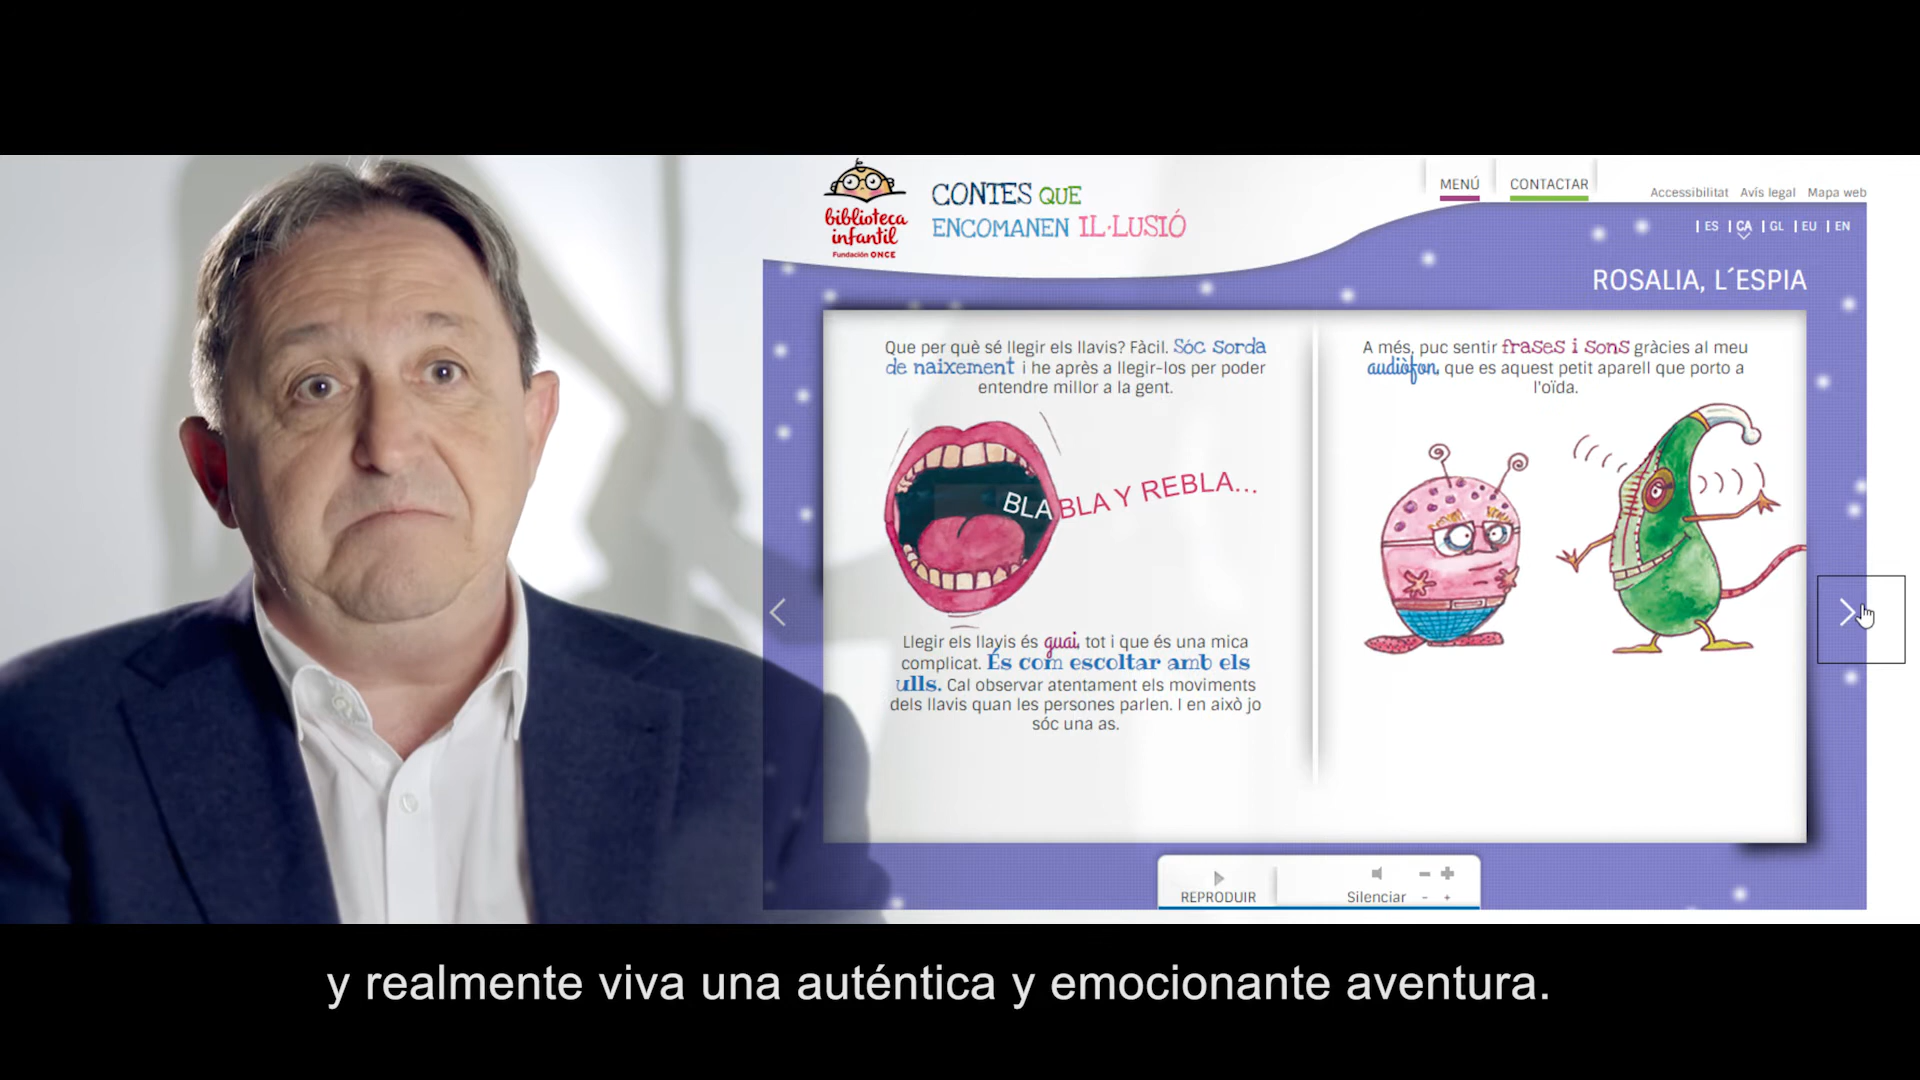 biblioteca
infantil
Fundación ONCE
CONTES QUE
ENCOMANEN IL·LUSIÓ
MENÚ
CONTACTAR
Accessibilitat Avís legal Mapa web
| ES | CA | GL | EU | EN
ROSALIA, L´ESPIA
Que per què sé llegir els llavis? Fàcil. Sóc sorda
de naixement i he après a llegir-los per poder
entendre millor a la gent.
BLA BLA Y REBLA...
Llegir els llavis és guai, tot i que és una mica
complicat. És com escoltar amb els
ulls. Cal observar atentament els moviments
dels llavis quan les persones parlen. I en això jo
sóc una as.
A més, puc sentir frases i sons gràcies al meu
audiòfon, que es aquest petit aparell que porto a
l'oïda.
REPRODUIR
Silenciar - +
y realmente viva una auténtica y emocionante aventura.